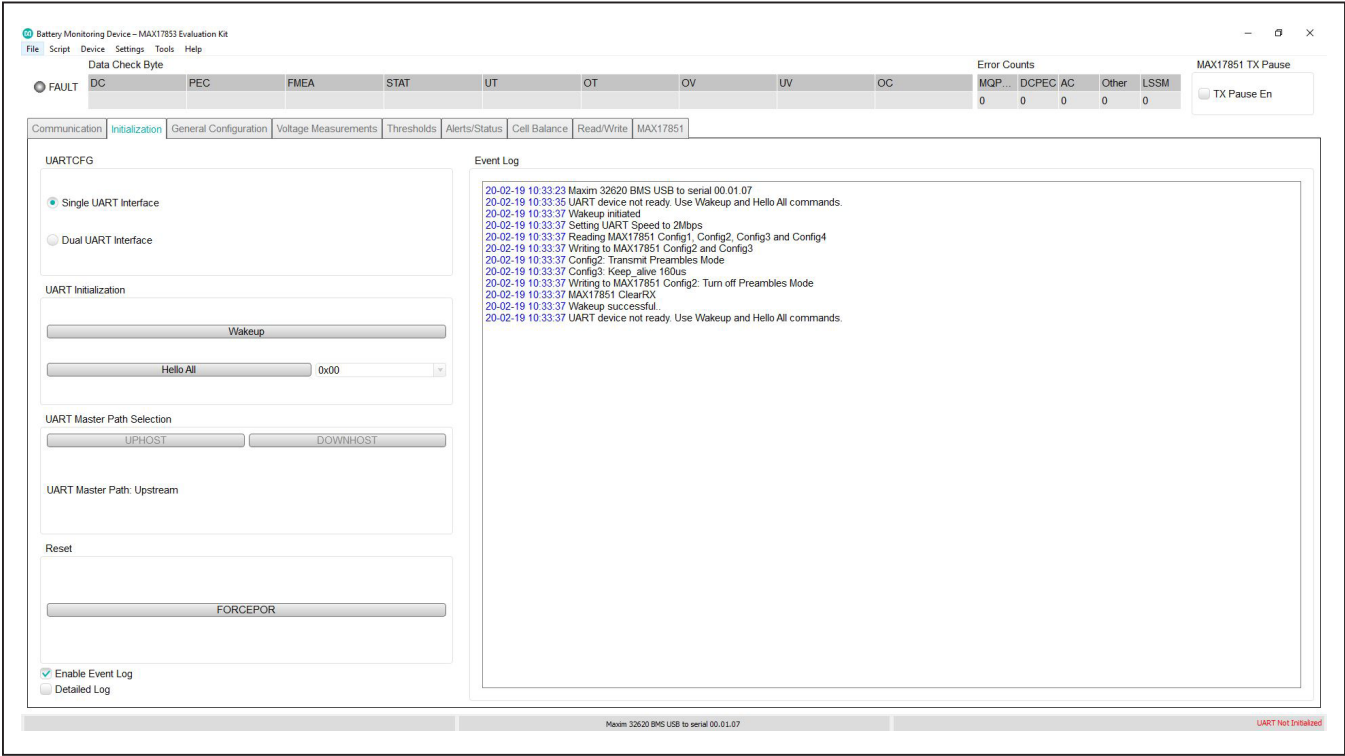 Battery Monitoring Device – MAX17853 Evaluation Kit
File Script Device Settings Tools Help
Data Check Byte
Error Counts
MAX17851 TX Pause
FAULT
DC PEC FMEA STAT UT OT OV UV OC
MQP... DCPEC AC Other LSSM
0 0 0 0 0
TX Pause En
Communication Initialization General Configuration Voltage Measurements Thresholds Alerts/Status Cell Balance Read/Write MAX17851
UARTCFG
Single UART Interface
Dual UART Interface
UART Initialization
Wakeup
Hello All 0x00
UART Master Path Selection
UPHOST DOWNHOST
UART Master Path: Upstream
Reset
FORCEPOR
Enable Event Log
Detailed Log
Event Log
20-02-19 10:33:23 Maxim 32620 BMS USB to serial 00.01.07
20-02-19 10:33:35 UART device not ready. Use Wakeup and Hello All commands.
20-02-19 10:33:37 Wakeup initiated
20-02-19 10:33:37 Setting UART Speed to 2Mbps
20-02-19 10:33:37 Reading MAX17851 Config1, Config2, Config3 and Config4
20-02-19 10:33:37 Writing to MAX17851 Config2 and Config3
20-02-19 10:33:37 Config2: Transmit Preambles Mode
20-02-19 10:33:37 Config3: Keep_alive 160us
20-02-19 10:33:37 Writing to MAX17851 Config2: Turn off Preambles Mode
20-02-19 10:33:37 MAX17851 ClearRX
20-02-19 10:33:37 Wakeup successful..
20-02-19 10:33:37 UART device not ready. Use Wakeup and Hello All commands.
Maxim 32620 BMS USB to serial 00.01.07
UART Not Initialized